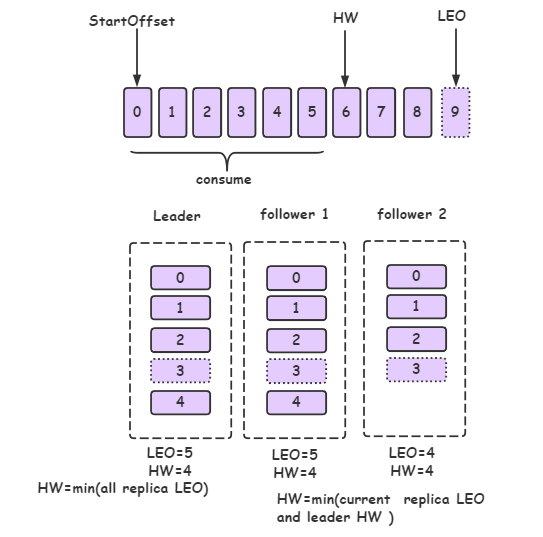 StartOffset HW LEO
0 1 2 3 4 5 6 7 8 9
consume
Leader follower 1 follower 2
0 0 0
1 1 1
2 2 2
3 3 3
4 4
LEO=5 LEO=5 LEO=4
HW=4 HW=4 HW=4
HW=min(all replica LEO)
HW=min(current replica LEO
and leader HW )